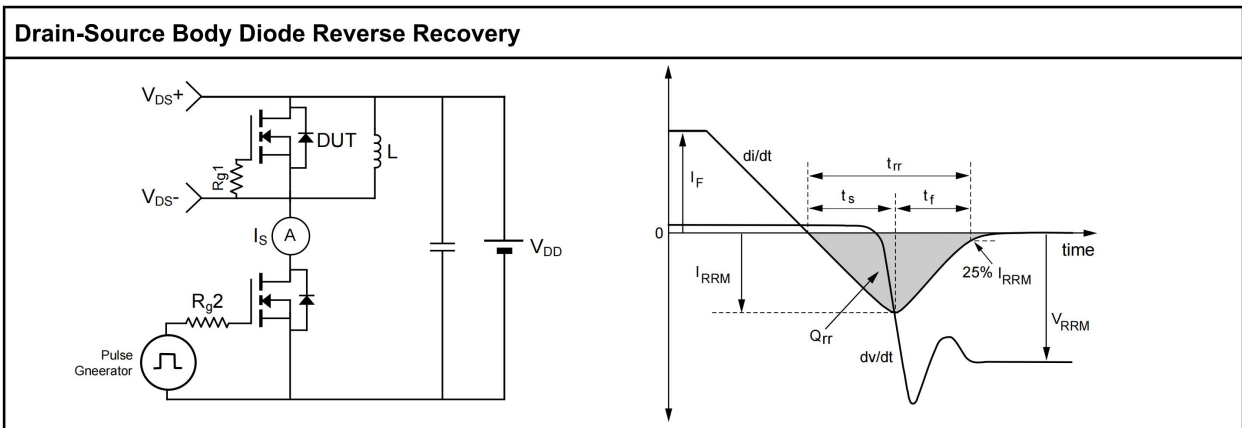 Drain-Source Body Diode Reverse Recovery
VDS+
DUT
L
Rg1
VDS-
IS
A
VDD
Rg2
Pulse
Gneerator
di/dt
trr
IF
ts
tf
0
time
IRRM
25% IRRM
VRRM
Qrr
dv/dt